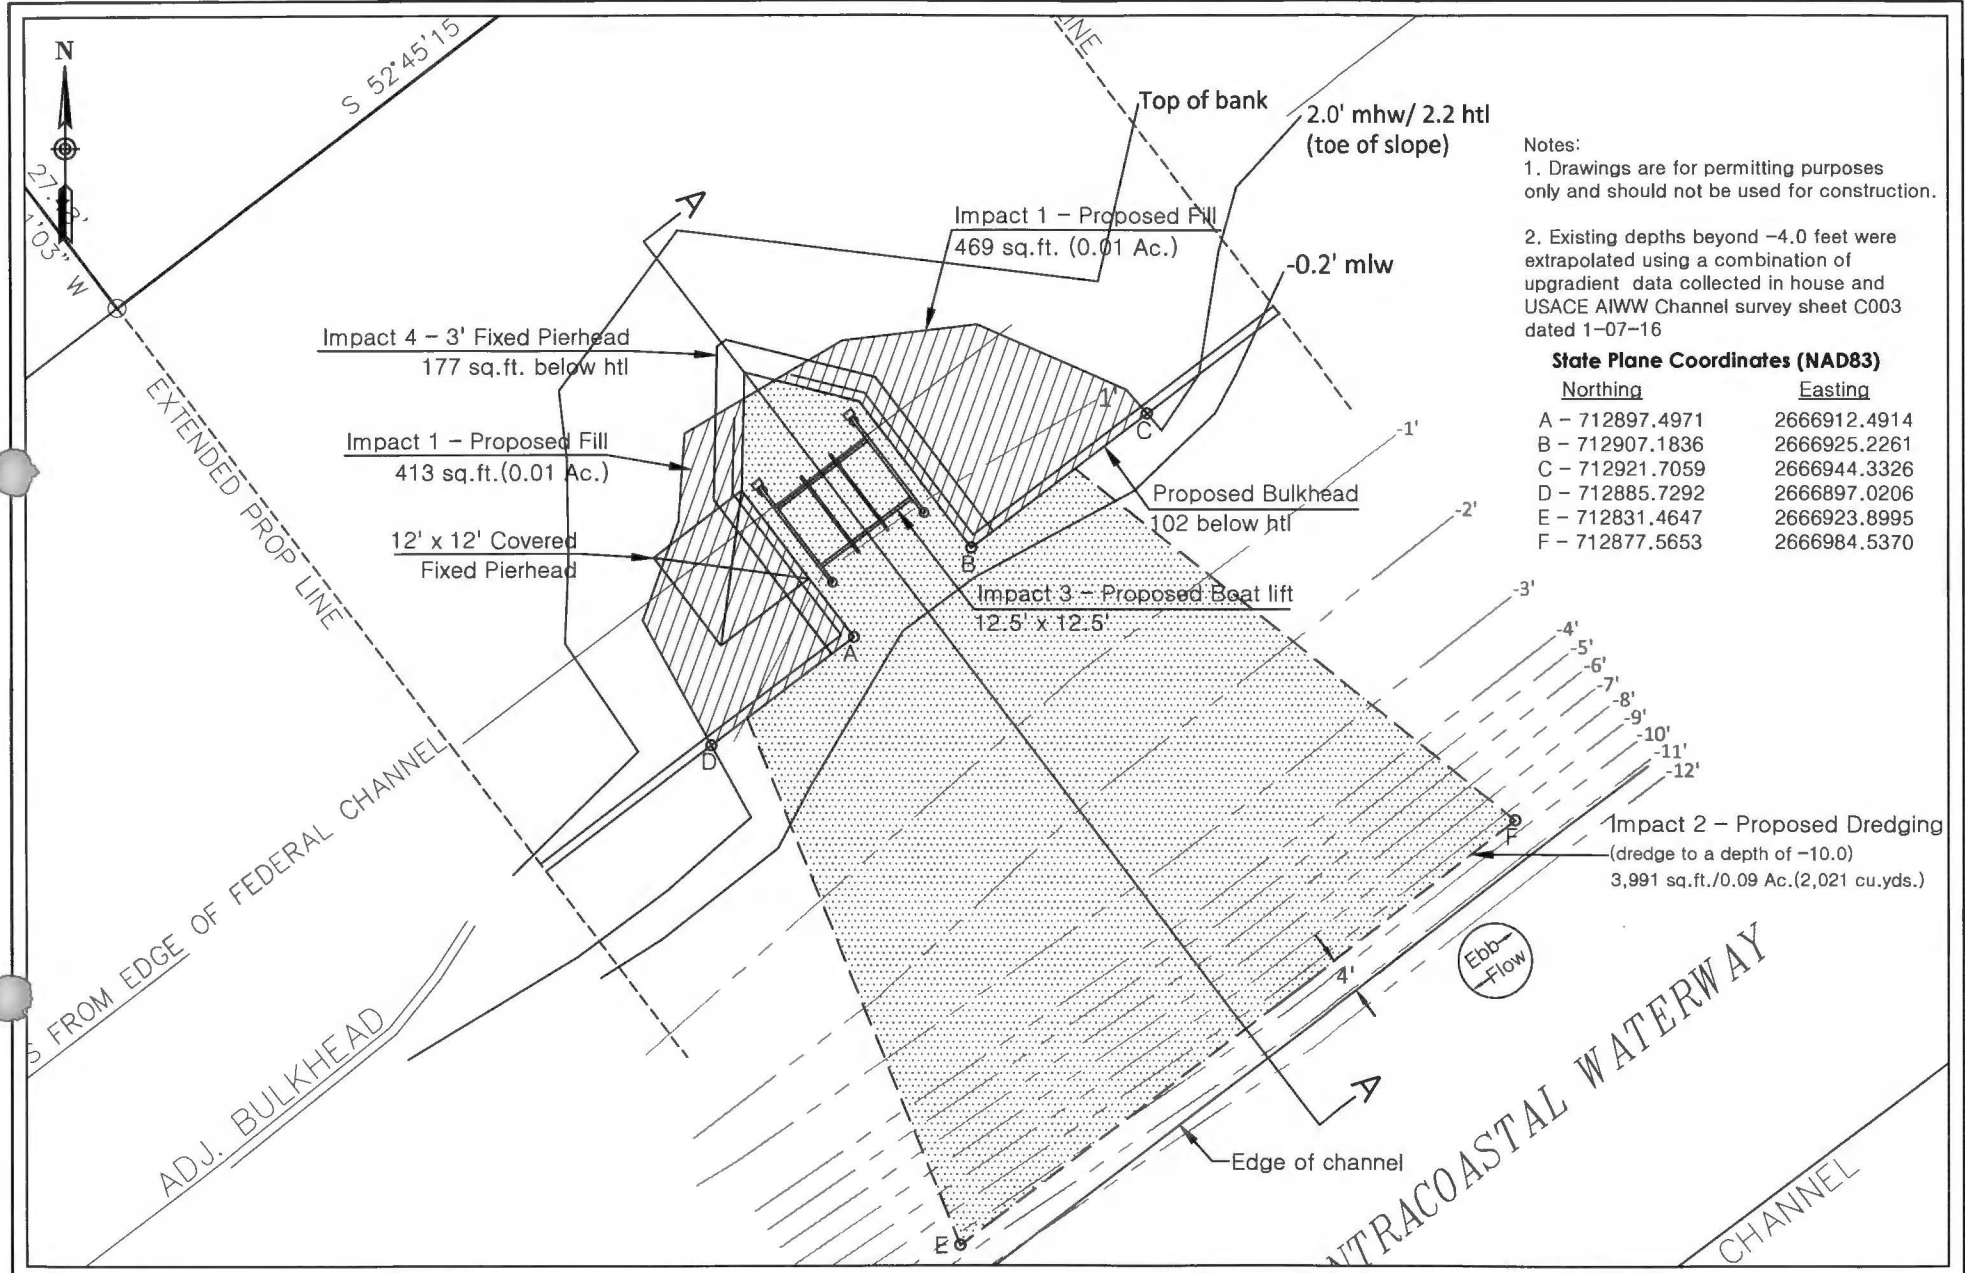 N
S 52°45'15
LINE
27.
1'03" W
Top of bank
2.0' mhw/ 2.2 htl
(toe of slope)
A
Impact 1 - Proposed Fill
469 sq.ft. (0.01 Ac.)
-0.2' mlw
Notes:
1. Drawings are for permitting purposes
only and should not be used for construction.
2. Existing depths beyond -4.0 feet were
extrapolated using a combination of
upgradient data collected in house and
USACE AIWW Channel survey sheet C003
dated 1-07-16
State Plane Coordinates (NAD83)
Northing Easting
A - 712897.4971 2666912.4914
B - 712907.1836 2666925.2261
C - 712921.7059 2666944.3326
D - 712885.7292 2666897.0206
E - 712831.4647 2666923.8995
F - 712877.5653 2666984.5370
Impact 4 - 3' Fixed Pierhead
177 sq.ft. below htl
Impact 1 - Proposed Fill
413 sq.ft.(0.01 Ac.)
12' x 12' Covered
Fixed Pierhead
EXTENDED PROP LINE
1'
C
Proposed Bulkhead
102 below htl
B
Impact 3 - Proposed Boat lift
12.5' x 12.5'
A
D
-1'
-2'
-3'
-4'
-5'
-6'
-7'
-8'
-9'
-10'
-11'
-12'
F
Impact 2 - Proposed Dredging
(dredge to a depth of -10.0)
3,991 sq.ft./0.09 Ac.(2,021 cu.yds.)
S FROM EDGE OF FEDERAL CHANNEL
ADJ. BULKHEAD
4'
Ebb
Flow
A
Edge of channel
E
NTRACOASTAL WATERWAY
CHANNEL